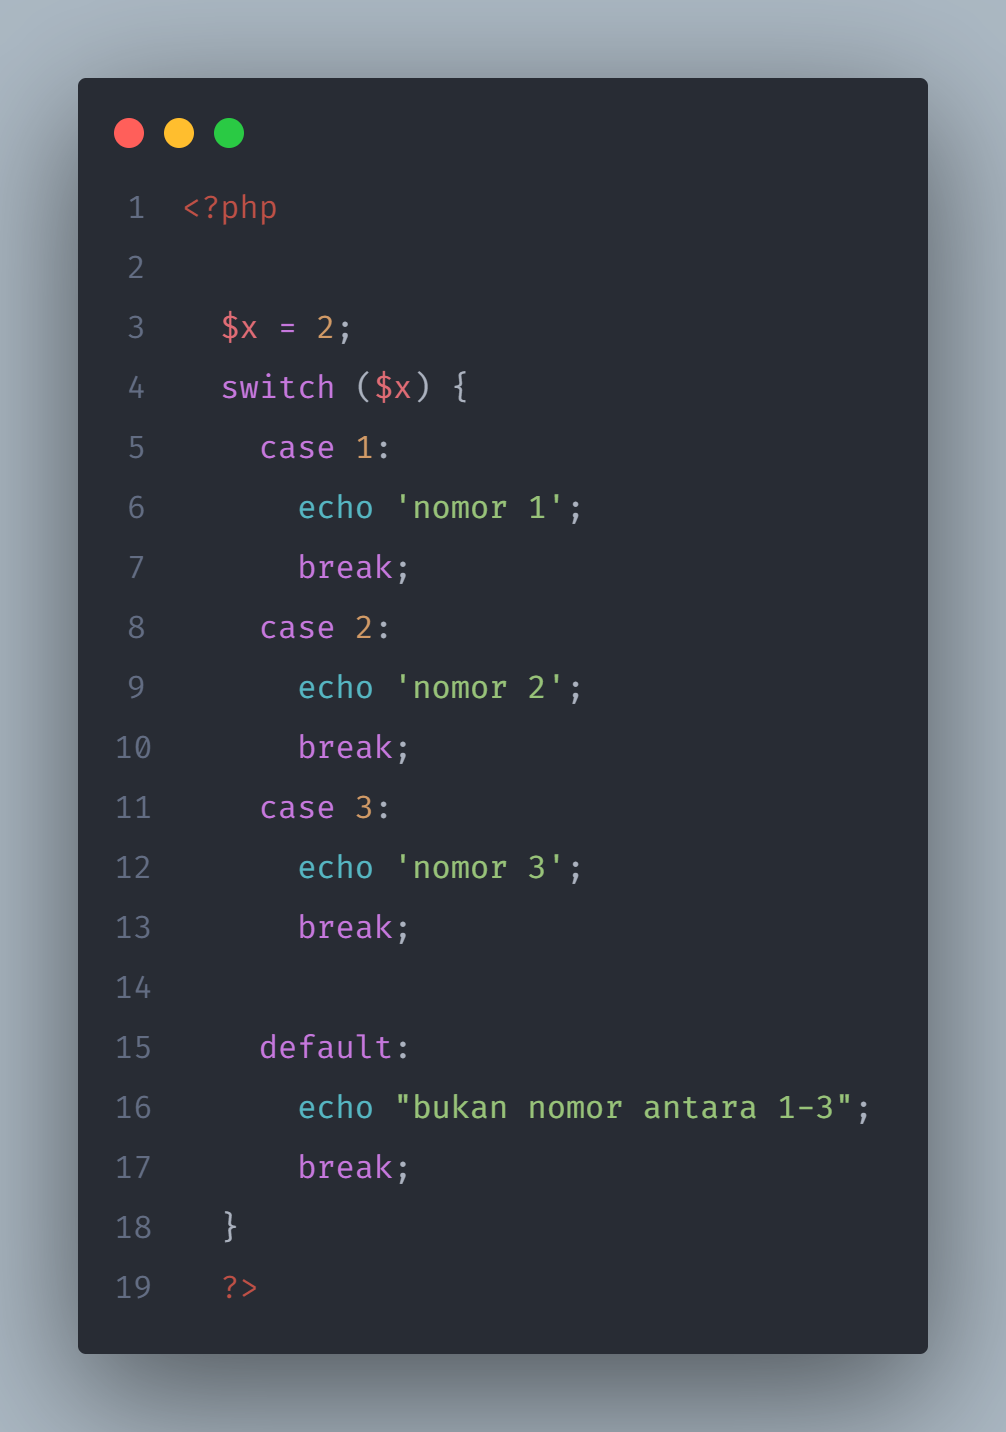 1 <?php
2
3 $x = 2;
4 switch ($x) {
5 case 1:
6 echo 'nomor 1';
7 break;
8 case 2:
9 echo 'nomor 2';
10 break;
11 case 3:
12 echo 'nomor 3';
13 break;
14
15 default:
16 echo "bukan nomor antara 1-3";
17 break;
18 }
19 ?>